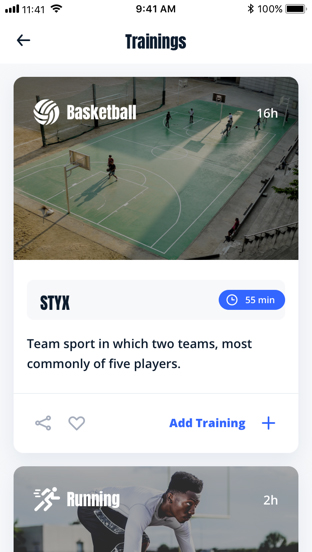 11:41 9:41 AM 100%
Trainings
Basketball 16h
STYX 55 min
Team sport in which two teams, most
commonly of five players.
Add Training
Running 2h